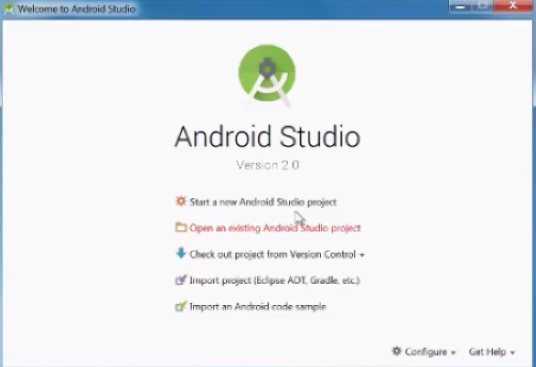 Welcome to Android Studio
Android Studio
Version 2.0
Start a new Android Studio project
Open an existing Android Studio project
Check out project from Version Control
Import project (Eclipse ADT, Gradle, etc.)
Import an Android code sample
Configure Get Help